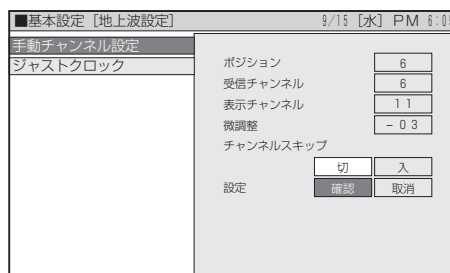 ■基本設定［地上波設定］ 9/15［水］PM 6:05
手動チャンネル設定
ジャストクロック
ポジション 6
受信チャンネル 6
表示チャンネル 11
微調整 －03
チャンネルスキップ
切 入
設定 確認 取消